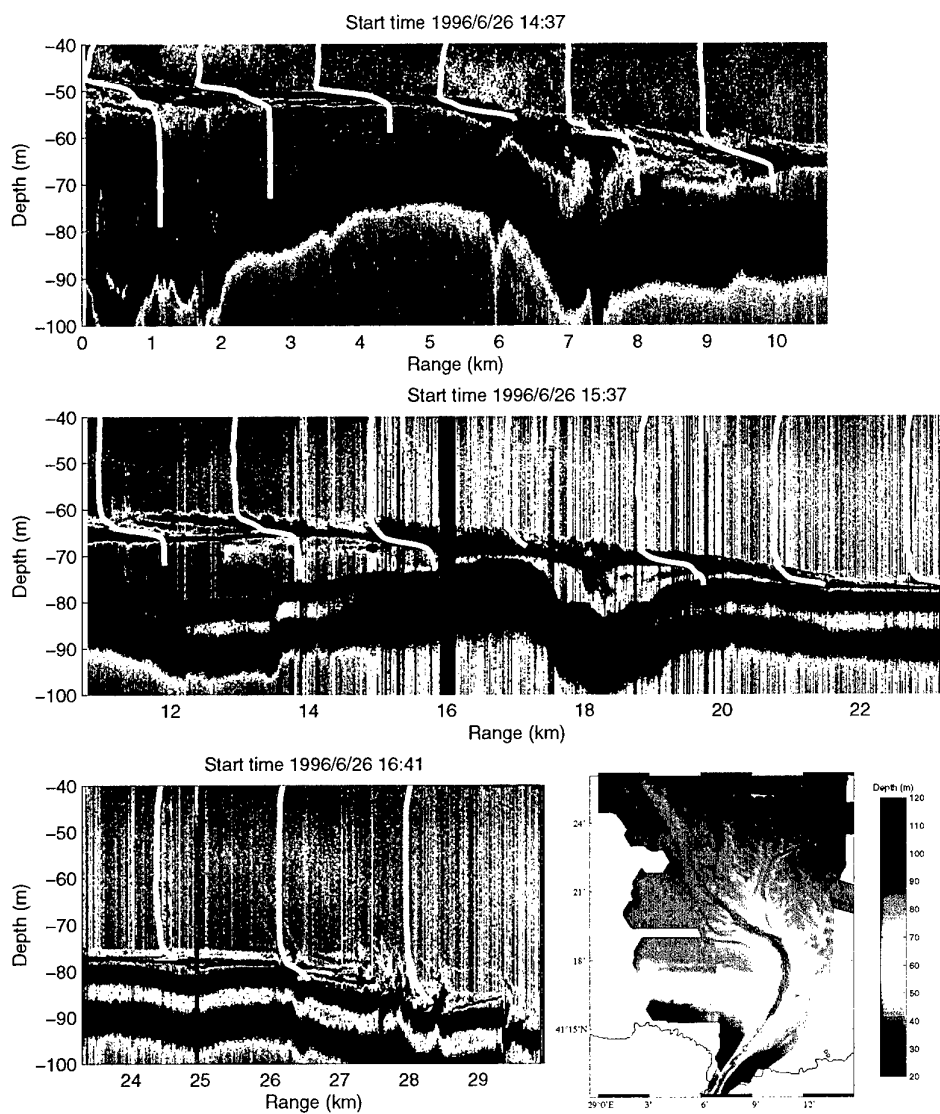 Start time 1996/6/26 14:37
-40
-50
-60
-70
-80
-90
-100
Depth (m)
0 1 2 3 4 5 6 7 8 9 10
Range (km)
Start time 1996/6/26 15:37
-40
-50
-60
-70
-80
-90
-100
Depth (m)
12 14 16 18 20 22
Range (km)
Start time 1996/6/26 16:41
-40
-50
-60
-70
-80
-90
-100
Depth (m)
24 25 26 27 28 29
Range (km)
24'
21'
18'
41°15'N
29°0'E 3' 6' 9' 12'
Depth (m)
120
110
100
90
80
70
60
50
40
30
20